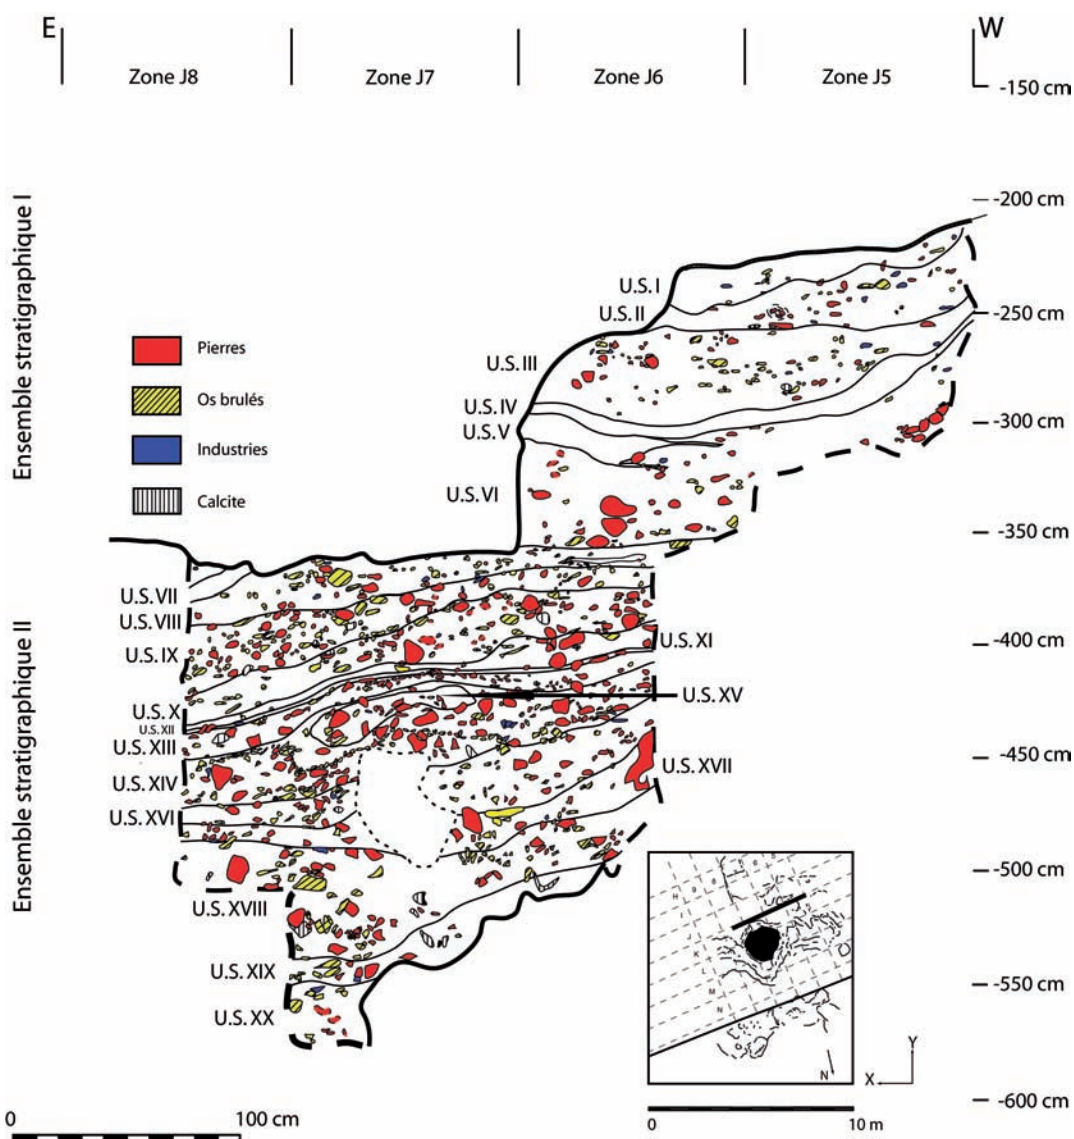 E
W
Zone J8
Zone J7
Zone J6
Zone J5
-150 cm
-200 cm
-250 cm
-300 cm
-350 cm
-400 cm
-450 cm
-500 cm
-550 cm
-600 cm
Ensemble stratigraphique I
Ensemble stratigraphique II
Pierres
Os brulés
Industries
Calcite
U.S. I
U.S. II
U.S. III
U.S. IV
U.S. V
U.S. VI
U.S. VII
U.S. VIII
U.S. IX
U.S. X
U.S. XI
U.S. XII
U.S. XIII
U.S. XIV
U.S. XV
U.S. XVI
U.S. XVII
U.S. XVIII
U.S. XIX
U.S. XX
H
I
J
K
L
M
N
N
Y
X
0
10 m
0
100 cm